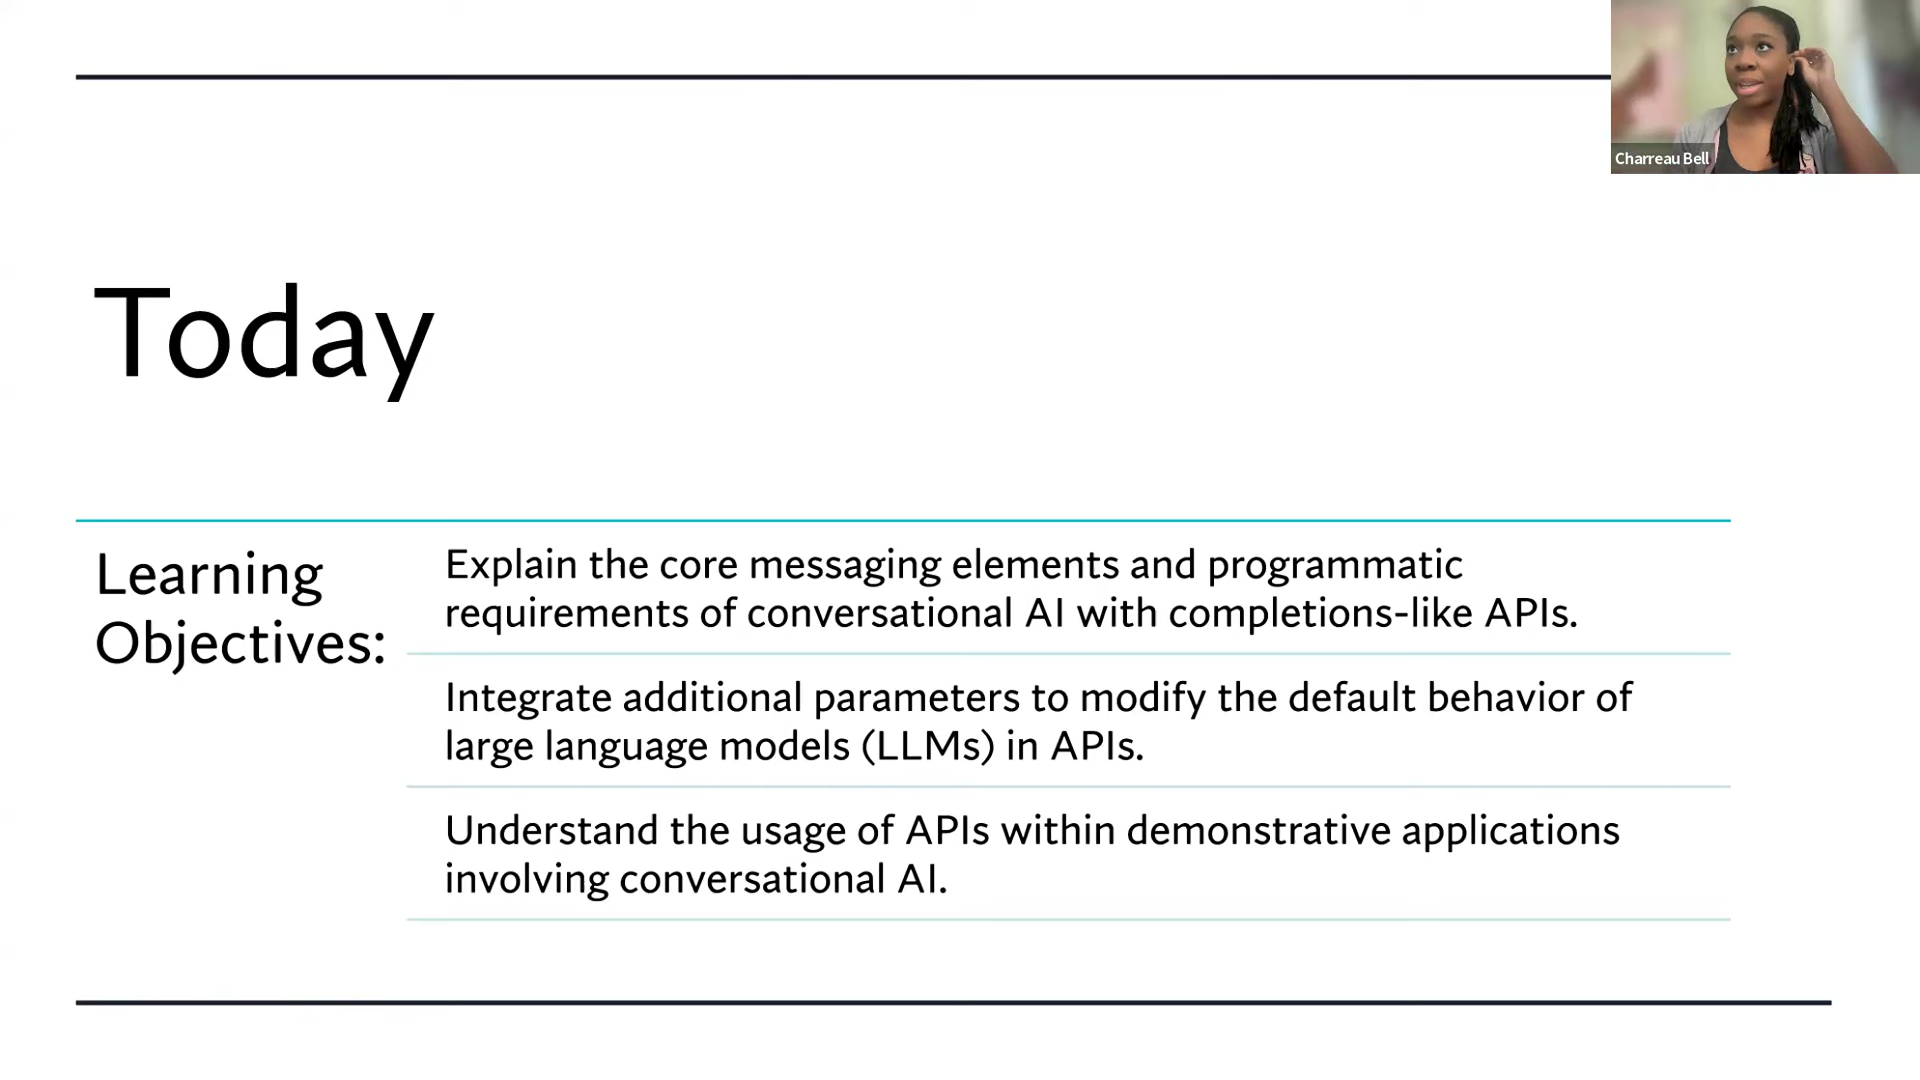 Charreau Bell
Today
Learning
Objectives:
Explain the core messaging elements and programmatic
requirements of conversational AI with completions-like APIs.
Integrate additional parameters to modify the default behavior of
large language models (LLMs) in APIs.
Understand the usage of APIs within demonstrative applications
involving conversational AI.